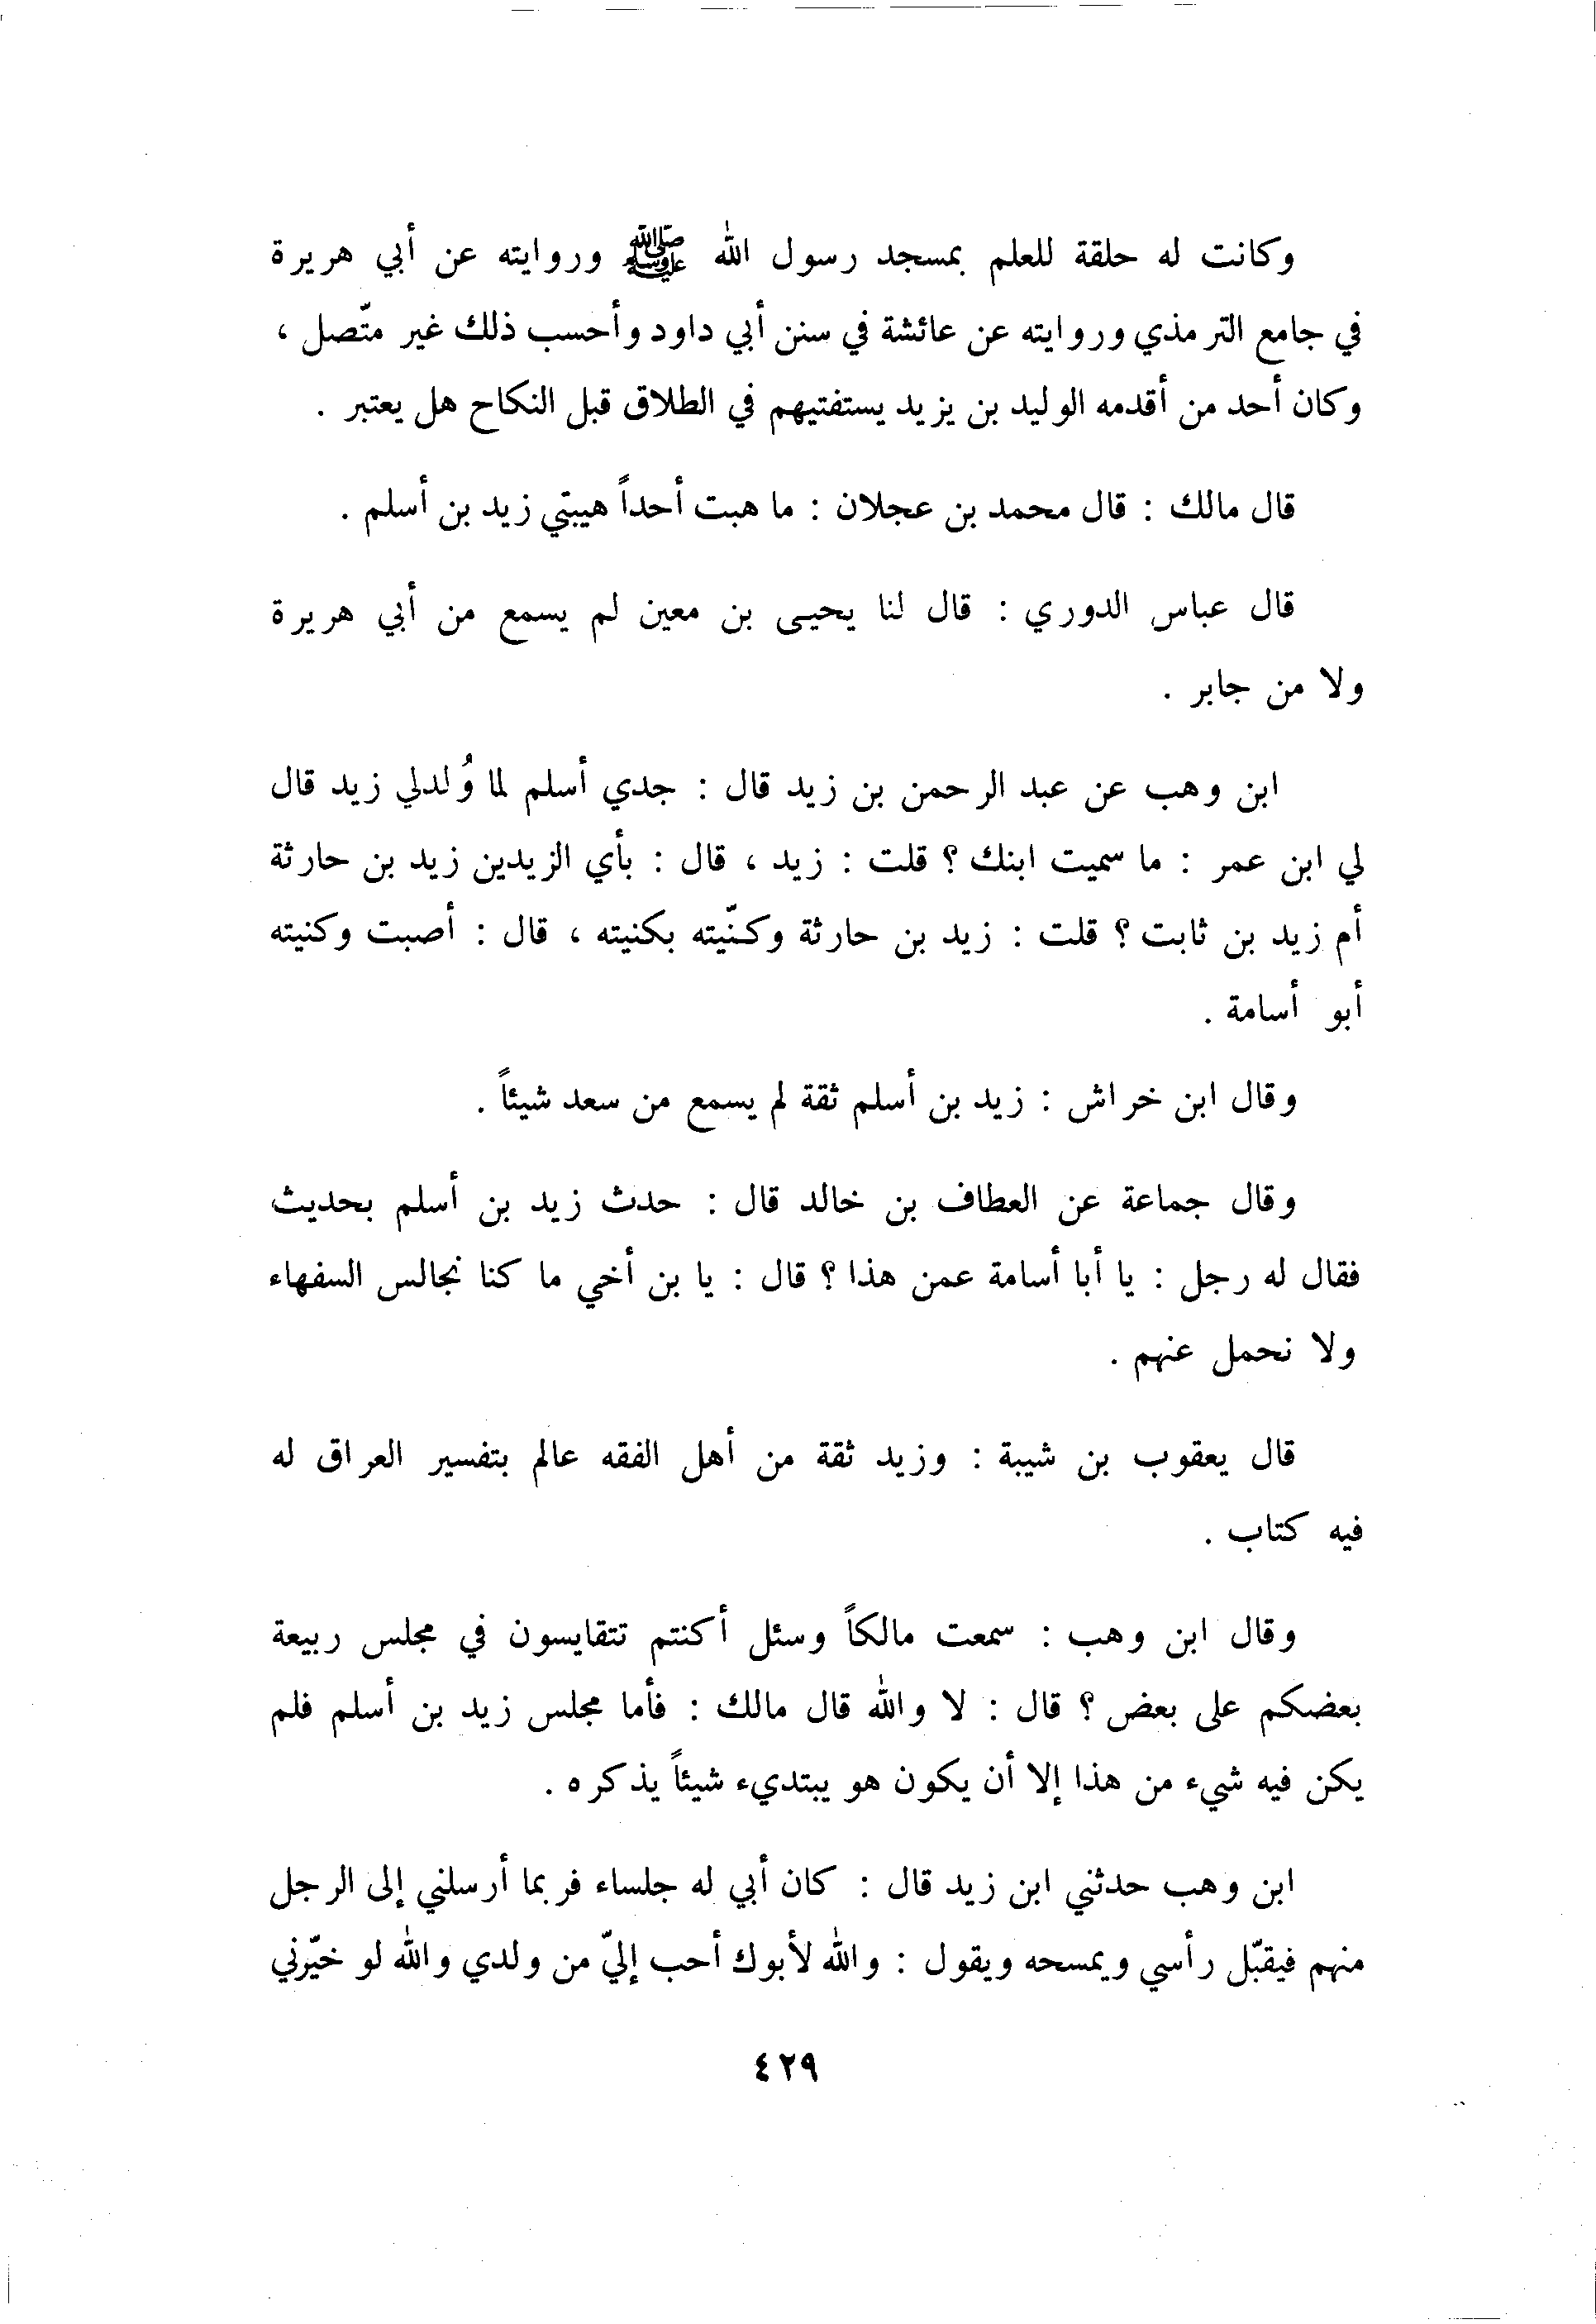 وكانت له حلقة للعلم بمسجد رسول الله ﷺ وروايته عن أبي هريرة
في جامع الترمذي وروايته عن عائشة في سنن أبي داود وأحسب ذلك غير متّصل ،
وكان أحد من أقدمه الوليد بن يزيد يستفتيهم في الطلاق قبل النكاح هل يعتبر .
قال مالك : قال محمد بن عجلان : ما هبت أحداً هيبتي زيد بن أسلم .
قال عباس الدوري : قال لنا يحيى بن معين لم يسمع من أبي هريرة
ولا من جابر .
ابن وهب عن عبد الرحمن بن زيد قال : جدي أسلم لما وُلدلي زيد قال
لي ابن عمر : ما سميت ابنك ؟ قلت : زيد ، قال : بأي الزيدين زيد بن حارثة
أم زيد بن ثابت ؟ قلت : زيد بن حارثة وكنّيته بكنيته ، قال : أصبت وكنيته
أبو أسامة .
وقال ابن خراش : زيد بن أسلم ثقة لم يسمع من سعد شيئاً .
وقال جماعة عن العطاف بن خالد قال : حدث زيد بن أسلم بحديث
فقال له رجل : يا أبا أسامة عمن هذا ؟ قال : يا بن أخي ما كنا نجالس السفهاء
ولا نحمل عنهم .
قال يعقوب بن شيبة : وزيد ثقة من أهل الفقه عالم بتفسير العراق له
فيه كتاب .
وقال ابن وهب : سمعت مالكاً وسئل أكنتم تتقايسون في مجلس ربيعة
بعضكم على بعض ؟ قال : لا والله قال مالك : فأما مجلس زيد بن أسلم فلم
يكن فيه شيء من هذا إلا أن يكون هو يبتديء شيئاً يذكره .
ابن وهب حدثني ابن زيد قال : كان أبي له جلساء فربما أرسلني إلى الرجل
منهم فيقبّل رأسي ويمسحه ويقول : والله لأبوك أحب إليّ من ولدي والله لو خيّرني
٤٢٩